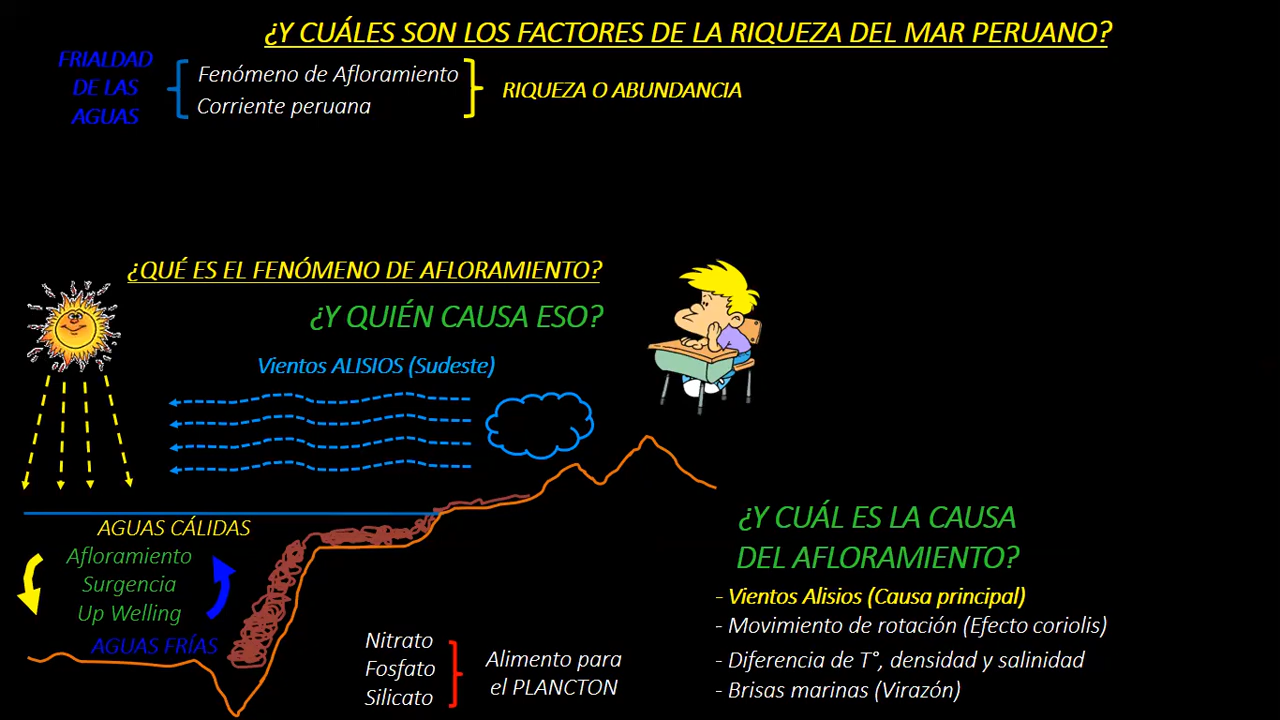 ¿Y CUÁLES SON LOS FACTORES DE LA RIQUEZA DEL MAR PERUANO?
FRIALDAD
DE LAS
AGUAS
Fenómeno de Afloramiento
Corriente peruana
RIQUEZA O ABUNDANCIA
¿QUÉ ES EL FENÓMENO DE AFLORAMIENTO?
¿Y QUIÉN CAUSA ESO?
Vientos ALISIOS (Sudeste)
AGUAS CÁLIDAS
Afloramiento
Surgencia
Up Welling
AGUAS FRÍAS
Nitrato
Fosfato
Silicato
Alimento para
el PLANCTON
¿Y CUÁL ES LA CAUSA
DEL AFLORAMIENTO?
- Vientos Alisios (Causa principal)
- Movimiento de rotación (Efecto coriolis)
- Diferencia de T°, densidad y salinidad
- Brisas marinas (Virazón)